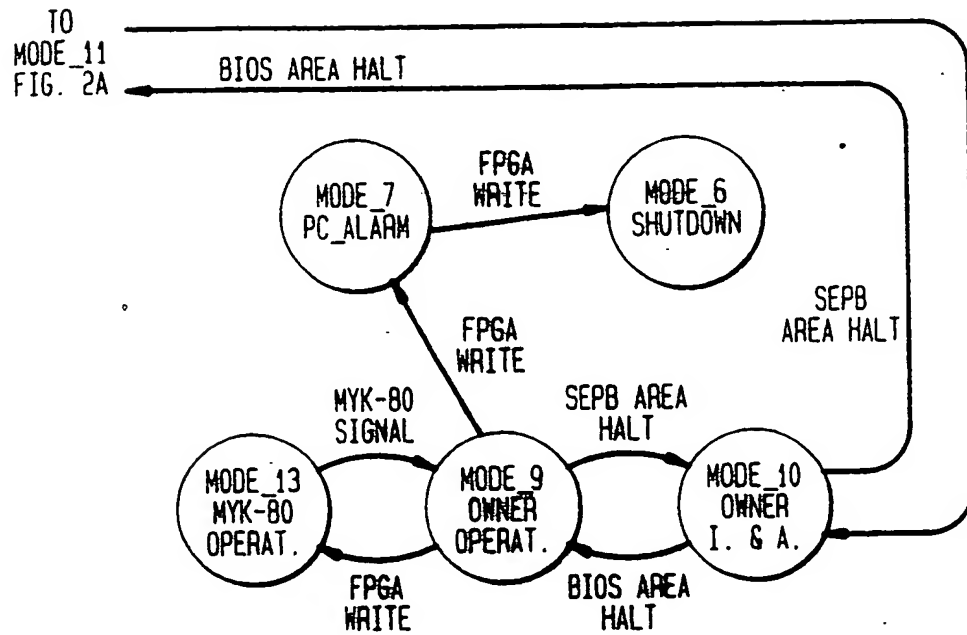 TO
MODE_11
FIG. 2A
BIOS AREA HALT
MODE_7
PC_ALARM
FPGA
WRITE
MODE_6
SHUTDOWN
SEPB
AREA HALT
FPGA
WRITE
MYK-80
SIGNAL
SEPB AREA
HALT
MODE_13
MYK-80
OPERAT.
MODE_9
OWNER
OPERAT.
MODE_10
OWNER
I. & A.
FPGA
WRITE
BIOS AREA
HALT